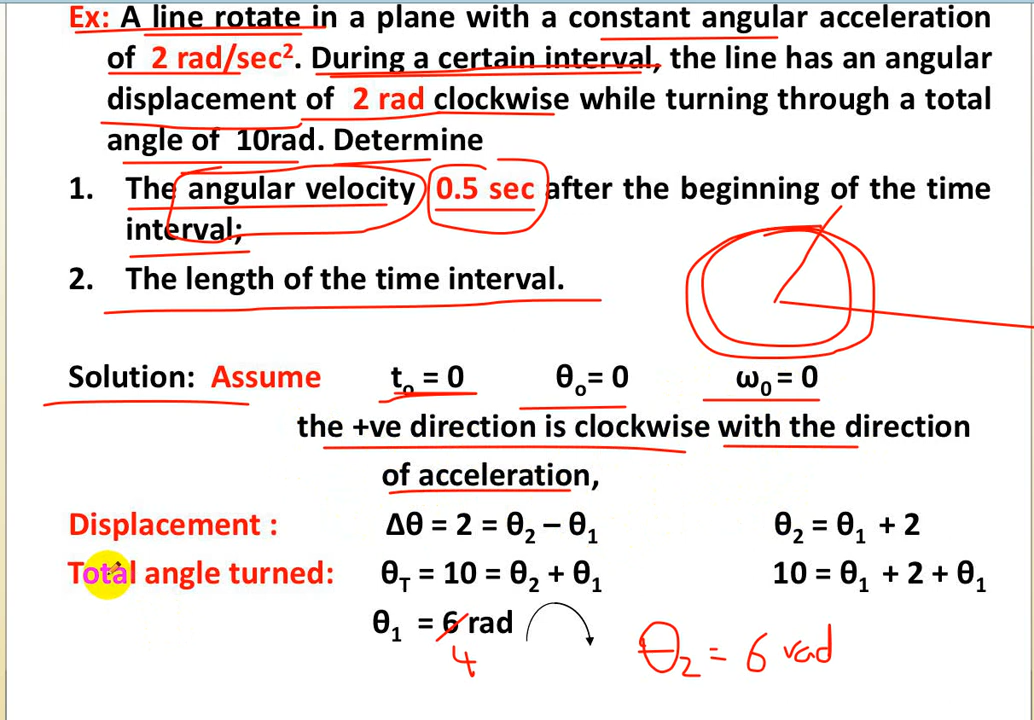 Ex: A line rotate in a plane with a constant angular acceleration
of 2 rad/sec². During a certain interval, the line has an angular
displacement of 2 rad clockwise while turning through a total
angle of 10rad. Determine
1. The angular velocity 0.5 sec after the beginning of the time
interval;
2. The length of the time interval.
Solution: Assume tₒ = 0 θₒ= 0 ω₀ = 0
the +ve direction is clockwise with the direction
of acceleration,
Displacement : Δθ = 2 = θ₂ – θ₁ θ₂ = θ₁ + 2
Total angle turned: θ_T = 10 = θ₂ + θ₁ 10 = θ₁ + 2 + θ₁
θ₁ = 6 rad θ₂ = 6 rad
4